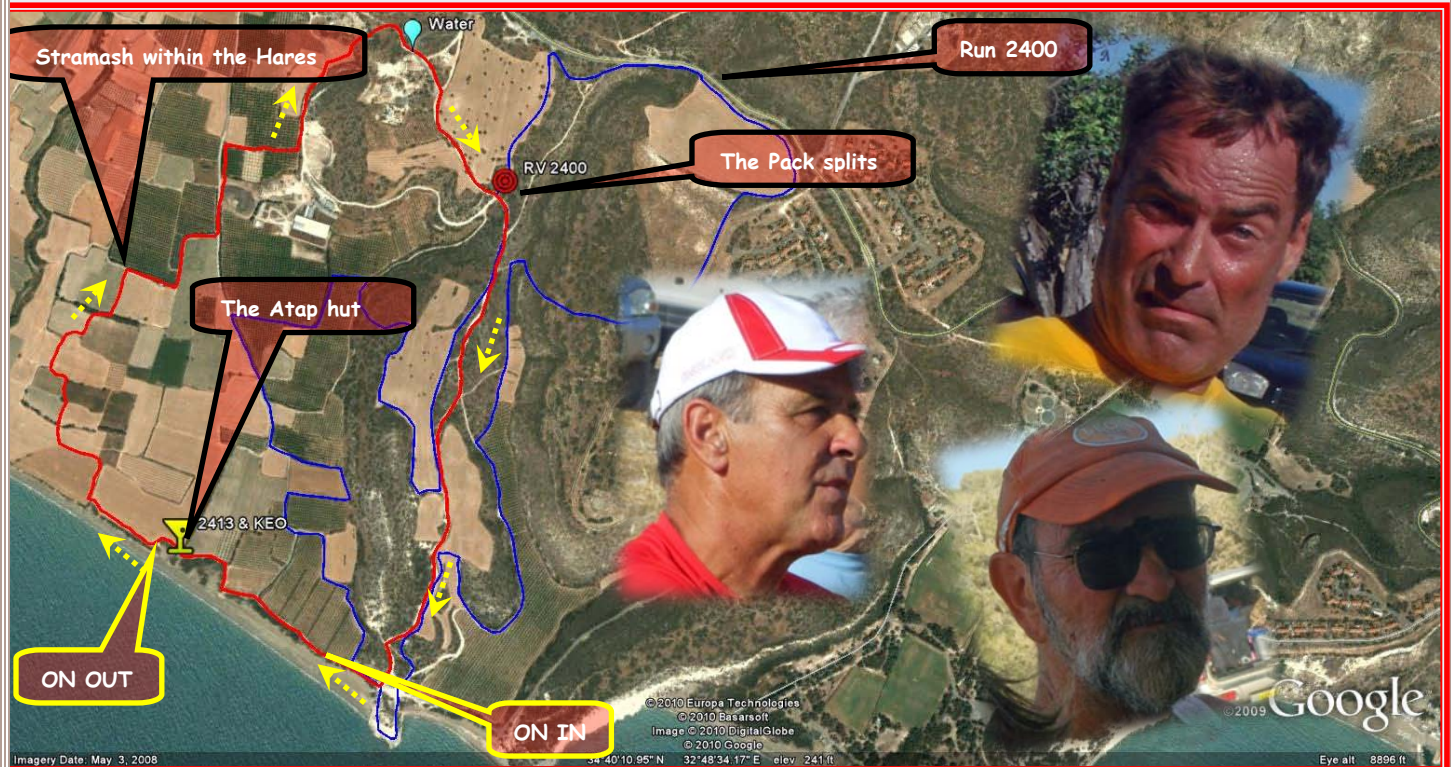 Water
Stramash within the Hares
Run 2400
The Pack splits
RV 2400
The Atap hut
2413 & KEO
ON OUT
ON IN
© 2010 Europa Technologies
© 2010 Basarsoft
Image © 2010 DigitalGlobe
© 2010 Google
©2009 Google
Imagery Date: May 3, 2008
34°40'10.95" N 32°48'34.17" E elev 241 ft
Eye alt 8896 ft